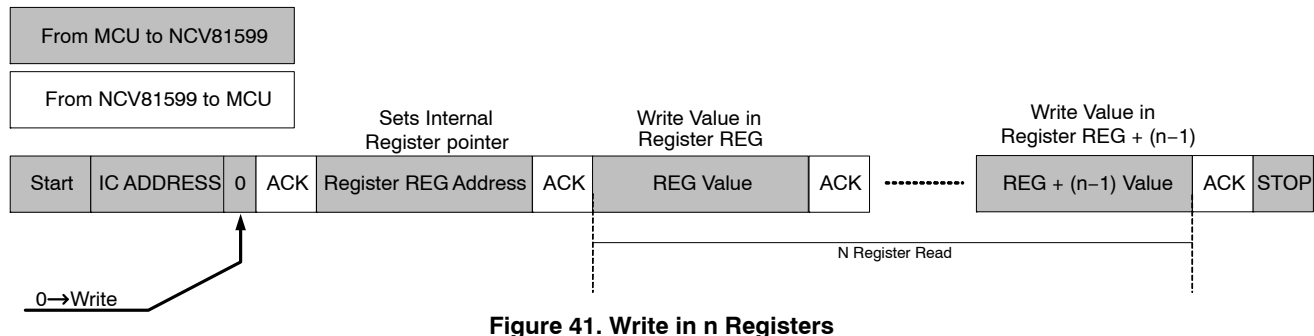 From MCU to NCV81599
From NCV81599 to MCU
Sets Internal
Register pointer
Write Value in
Register REG
Write Value in
Register REG + (n−1)
Start IC ADDRESS 0 ACK Register REG Address ACK REG Value ACK REG + (n−1) Value ACK STOP
N Register Read
0→Write
Figure 41. Write in n Registers